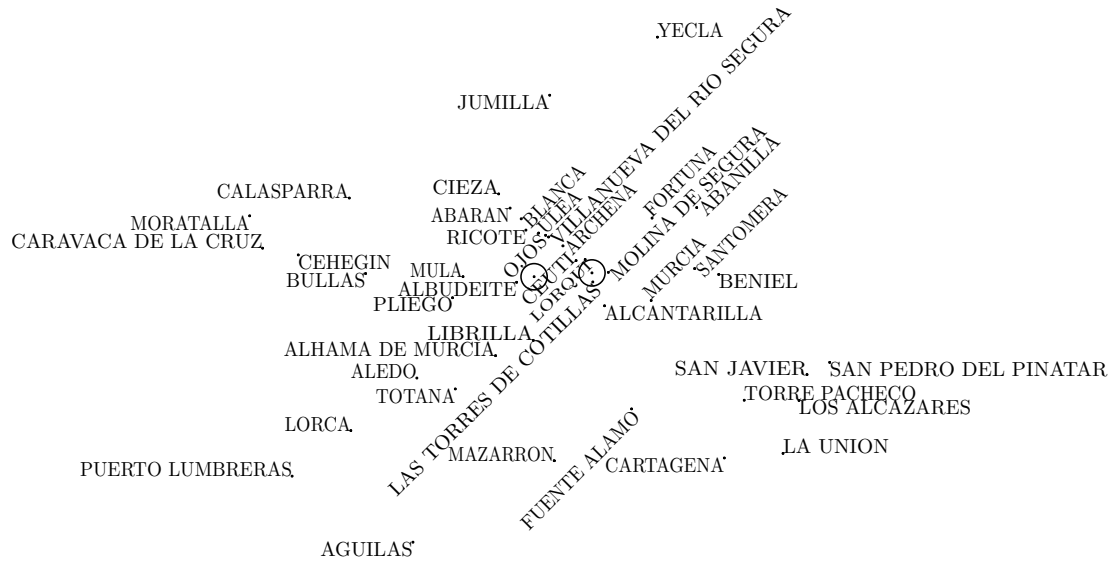 YECLA
JUMILLA
VILLANUEVA DEL RIO SEGURA
CALASPARRA
CIEZA
BLANCA
FORTUNA
MOLINA DE SEGURA
ABANILLA
MORATALLA
ABARAN
ULEA
ARCHENA
SANTOMERA
CARAVACA DE LA CRUZ
RICOTE
OJOS
CEHEGIN
BULLAS
MULA
ALBUDEITE
CEUTI
LORQUI
MURCIA
BENIEL
PLIEGO
ALCANTARILLA
LIBRILLA
LAS TORRES DE COTILLAS
ALHAMA DE MURCIA
ALEDO
SAN JAVIER
SAN PEDRO DEL PINATAR
TOTANA
TORRE PACHECO
LOS ALCAZARES
LORCA
FUENTE ALAMO
MAZARRON
CARTAGENA
LA UNION
PUERTO LUMBRERAS
AGUILAS